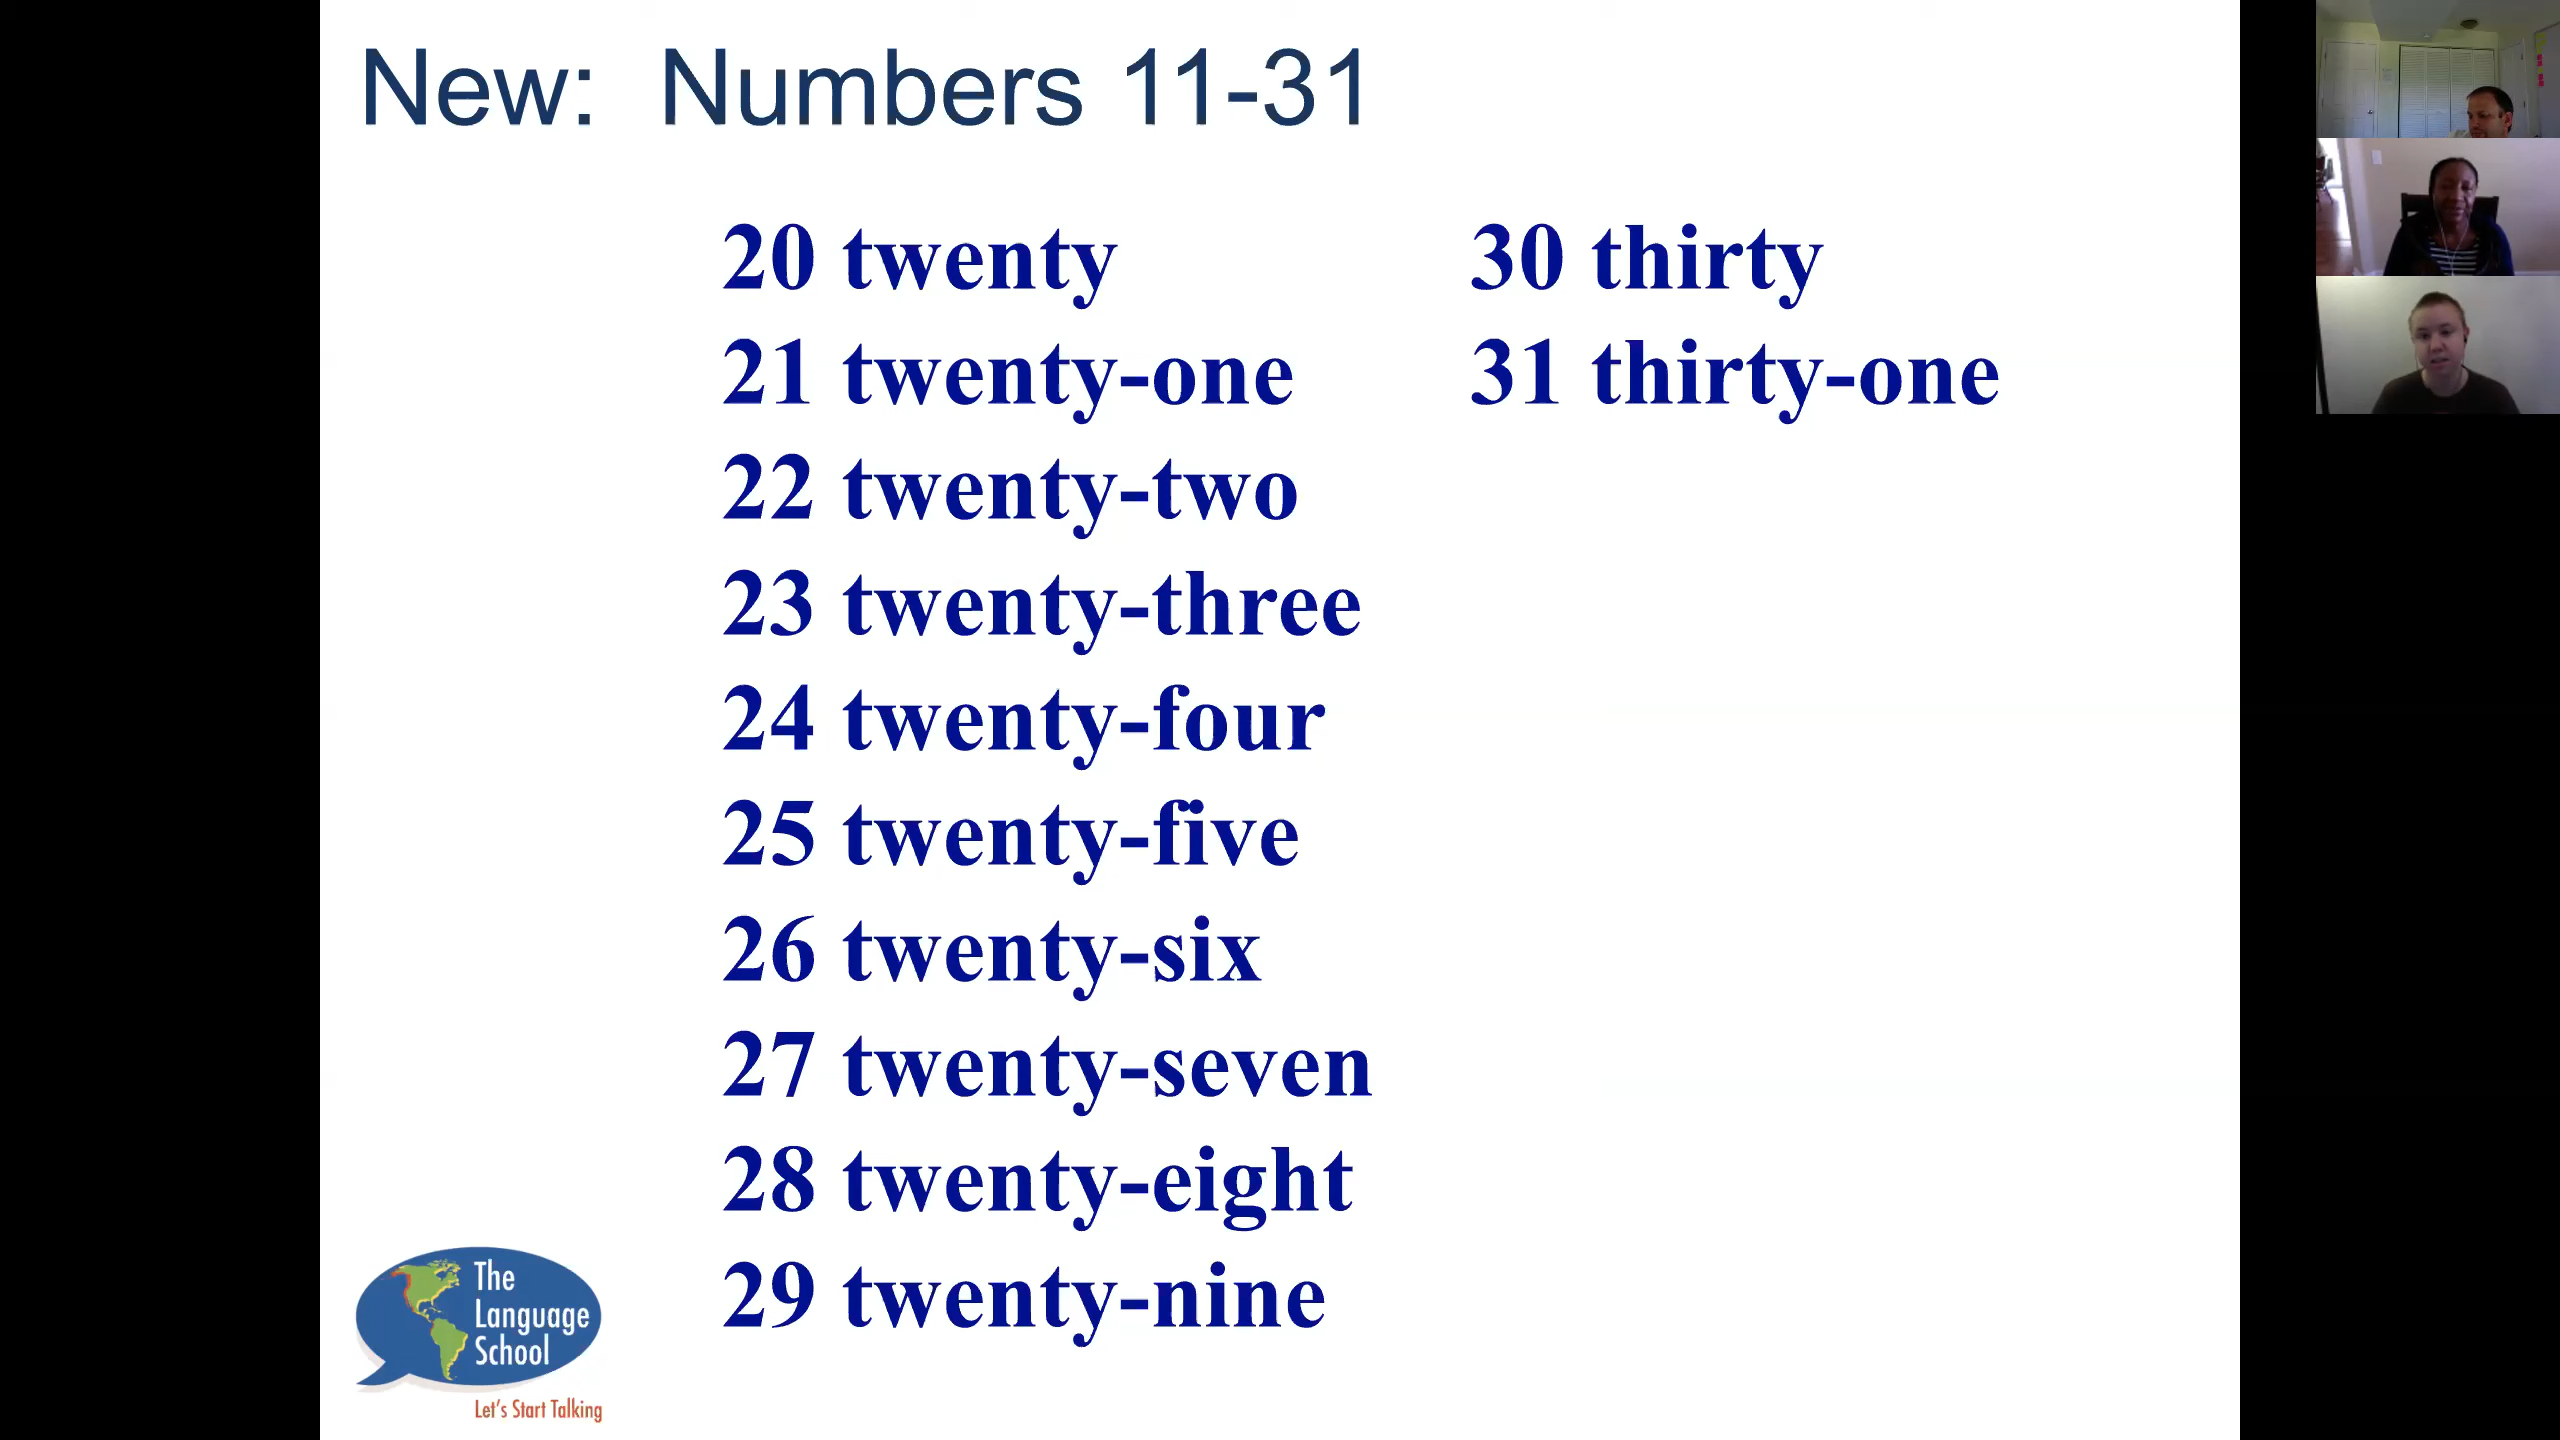 New: Numbers 11-31
20 twenty
21 twenty-one
22 twenty-two
23 twenty-three
24 twenty-four
25 twenty-five
26 twenty-six
27 twenty-seven
28 twenty-eight
29 twenty-nine
30 thirty
31 thirty-one
The
Language
School
Let's Start Talking